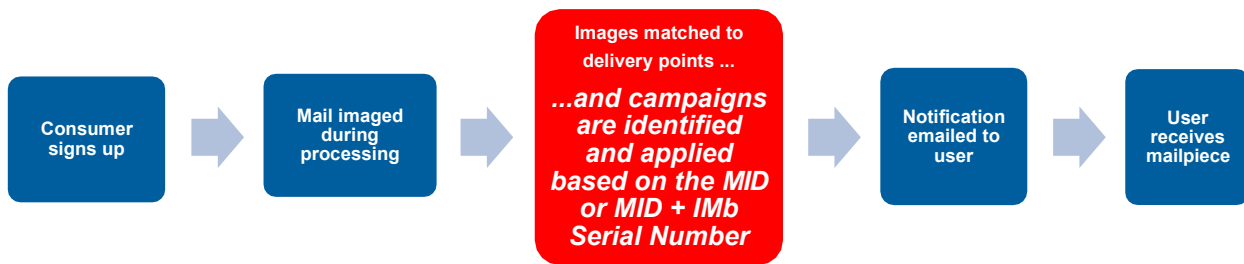 Consumer
signs up
Mail imaged
during
processing
Images matched to
delivery points ...
...and campaigns
are identified
and applied
based on the MID
or MID + IMb
Serial Number
Notification
emailed to
user
User
receives
mailpiece